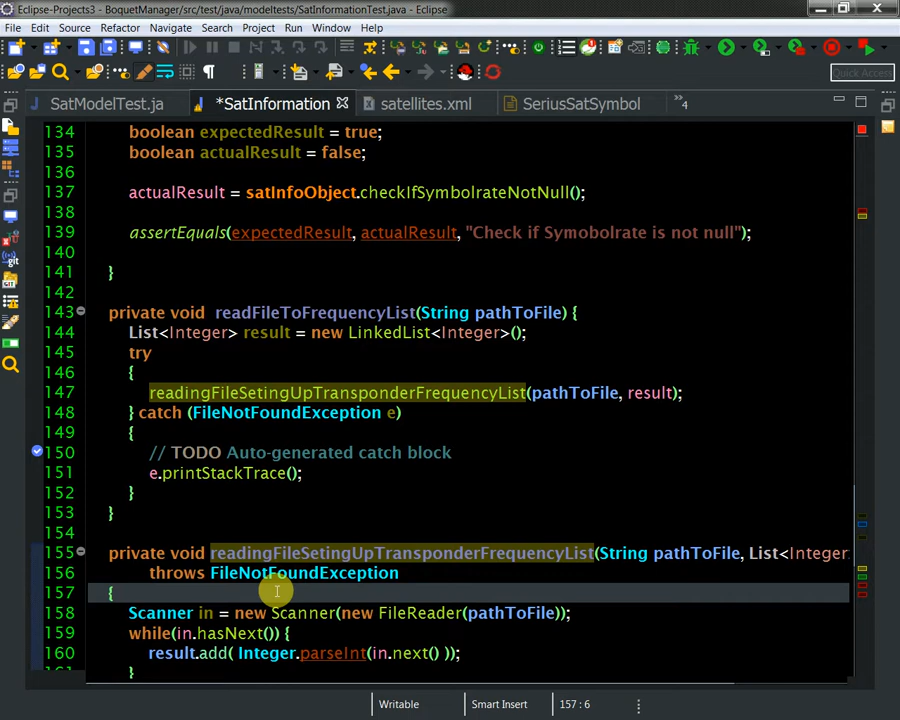 Eclipse-Projects3 - BoquetManager/src/test/java/modeltests/SatInformationTest.java - Eclipse
File Edit Source Refactor Navigate Search Project Run Window Help
Quick Access
SatModelTest.ja *SatInformation satellites.xml SeriusSatSymbol »4
134 boolean expectedResult = true;
135 boolean actualResult = false;
136
137 actualResult = satInfoObject.checkIfSymbolrateNotNull();
138
139 assertEquals(expectedResult, actualResult, "Check if Symobolrate is not null");
140
141 }
142
143 private void readFileToFrequencyList(String pathToFile) {
144 List<Integer> result = new LinkedList<Integer>();
145 try
146 {
147 readingFileSetingUpTransponderFrequencyList(pathToFile, result);
148 } catch (FileNotFoundException e)
149 {
150 // TODO Auto-generated catch block
151 e.printStackTrace();
152 }
153 }
154
155 private void readingFileSetingUpTransponderFrequencyList(String pathToFile, List<Integer
156 throws FileNotFoundException
157 {
158 Scanner in = new Scanner(new FileReader(pathToFile));
159 while(in.hasNext()) {
160 result.add( Integer.parseInt(in.next() ));
161 }
Writable Smart Insert 157 : 6